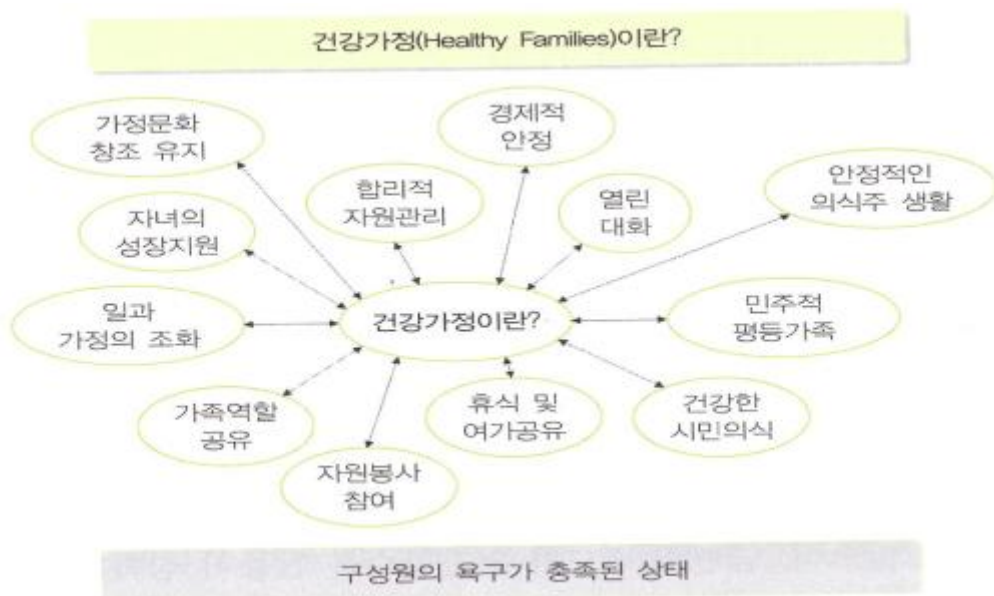 건강가정(Healthy Families)이란?
가정문화
창조 유지
경제적
안정
합리적
자원관리
열린
대화
안정적인
의식주 생활
자녀의
성장지원
일과
가정의 조화
건강가정이란?
민주적
평등가족
가족역할
공유
자원봉사
참여
휴식 및
여가공유
건강한
시민의식
구성원의 욕구가 충족된 상태